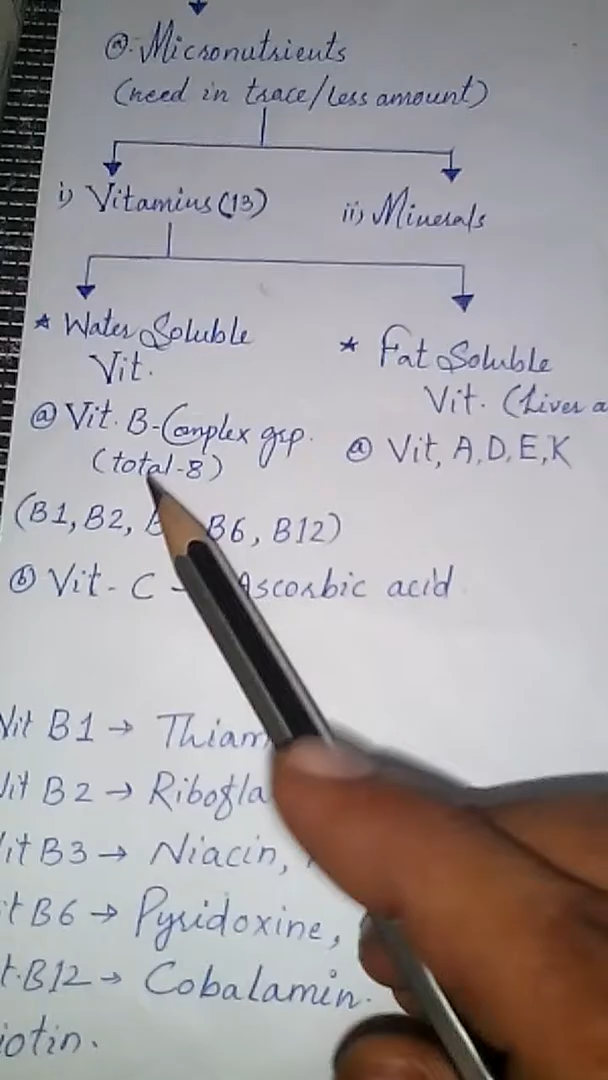 ⓐ. Micronutrients
(need in trace/less amount)
i) Vitamins (13)
ii) Minerals
* Water Soluble
Vit.
* Fat Soluble
Vit. (Liver a
ⓐ Vit. B-Complex grp.
(total-8)
ⓐ Vit, A, D, E, K
(B1, B2, B6, B12)
ⓑ Vit- C - Ascorbic acid
Vit B1 → Thiam
Vit B2 → Ribofla
Vit B3 → Niacin,
it B6 → Pyridoxine,
t.B12 → Cobalamin.
iotin.